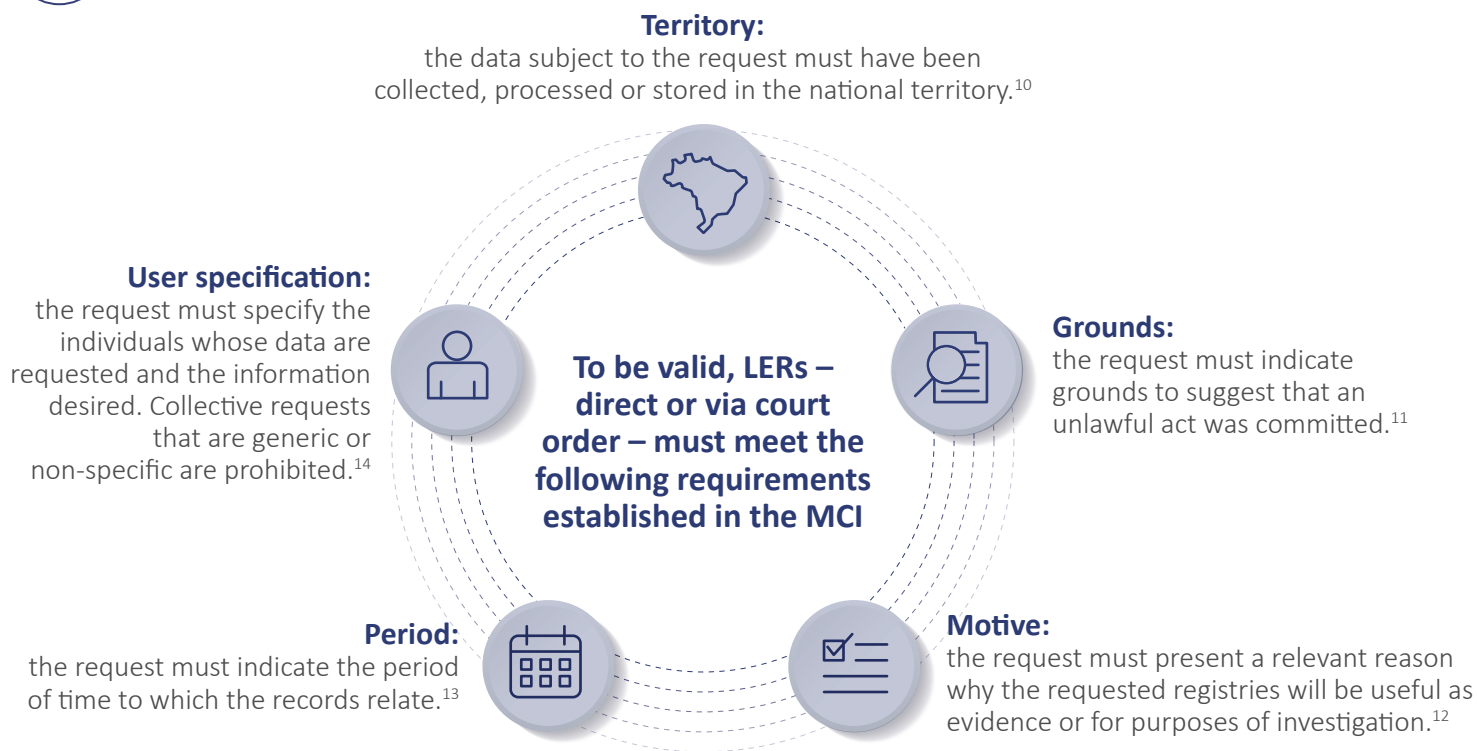 Territory:
the data subject to the request must have been
collected, processed or stored in the national territory.10
User specification:
the request must specify the
individuals whose data are
requested and the information
desired. Collective requests
that are generic or
non-specific are prohibited.14
To be valid, LERs –
direct or via court
order – must meet the
following requirements
established in the MCI
Grounds:
the request must indicate
grounds to suggest that an
unlawful act was committed.11
Period:
the request must indicate the period
of time to which the records relate.13
Motive:
the request must present a relevant reason
why the requested registries will be useful as
evidence or for purposes of investigation.12